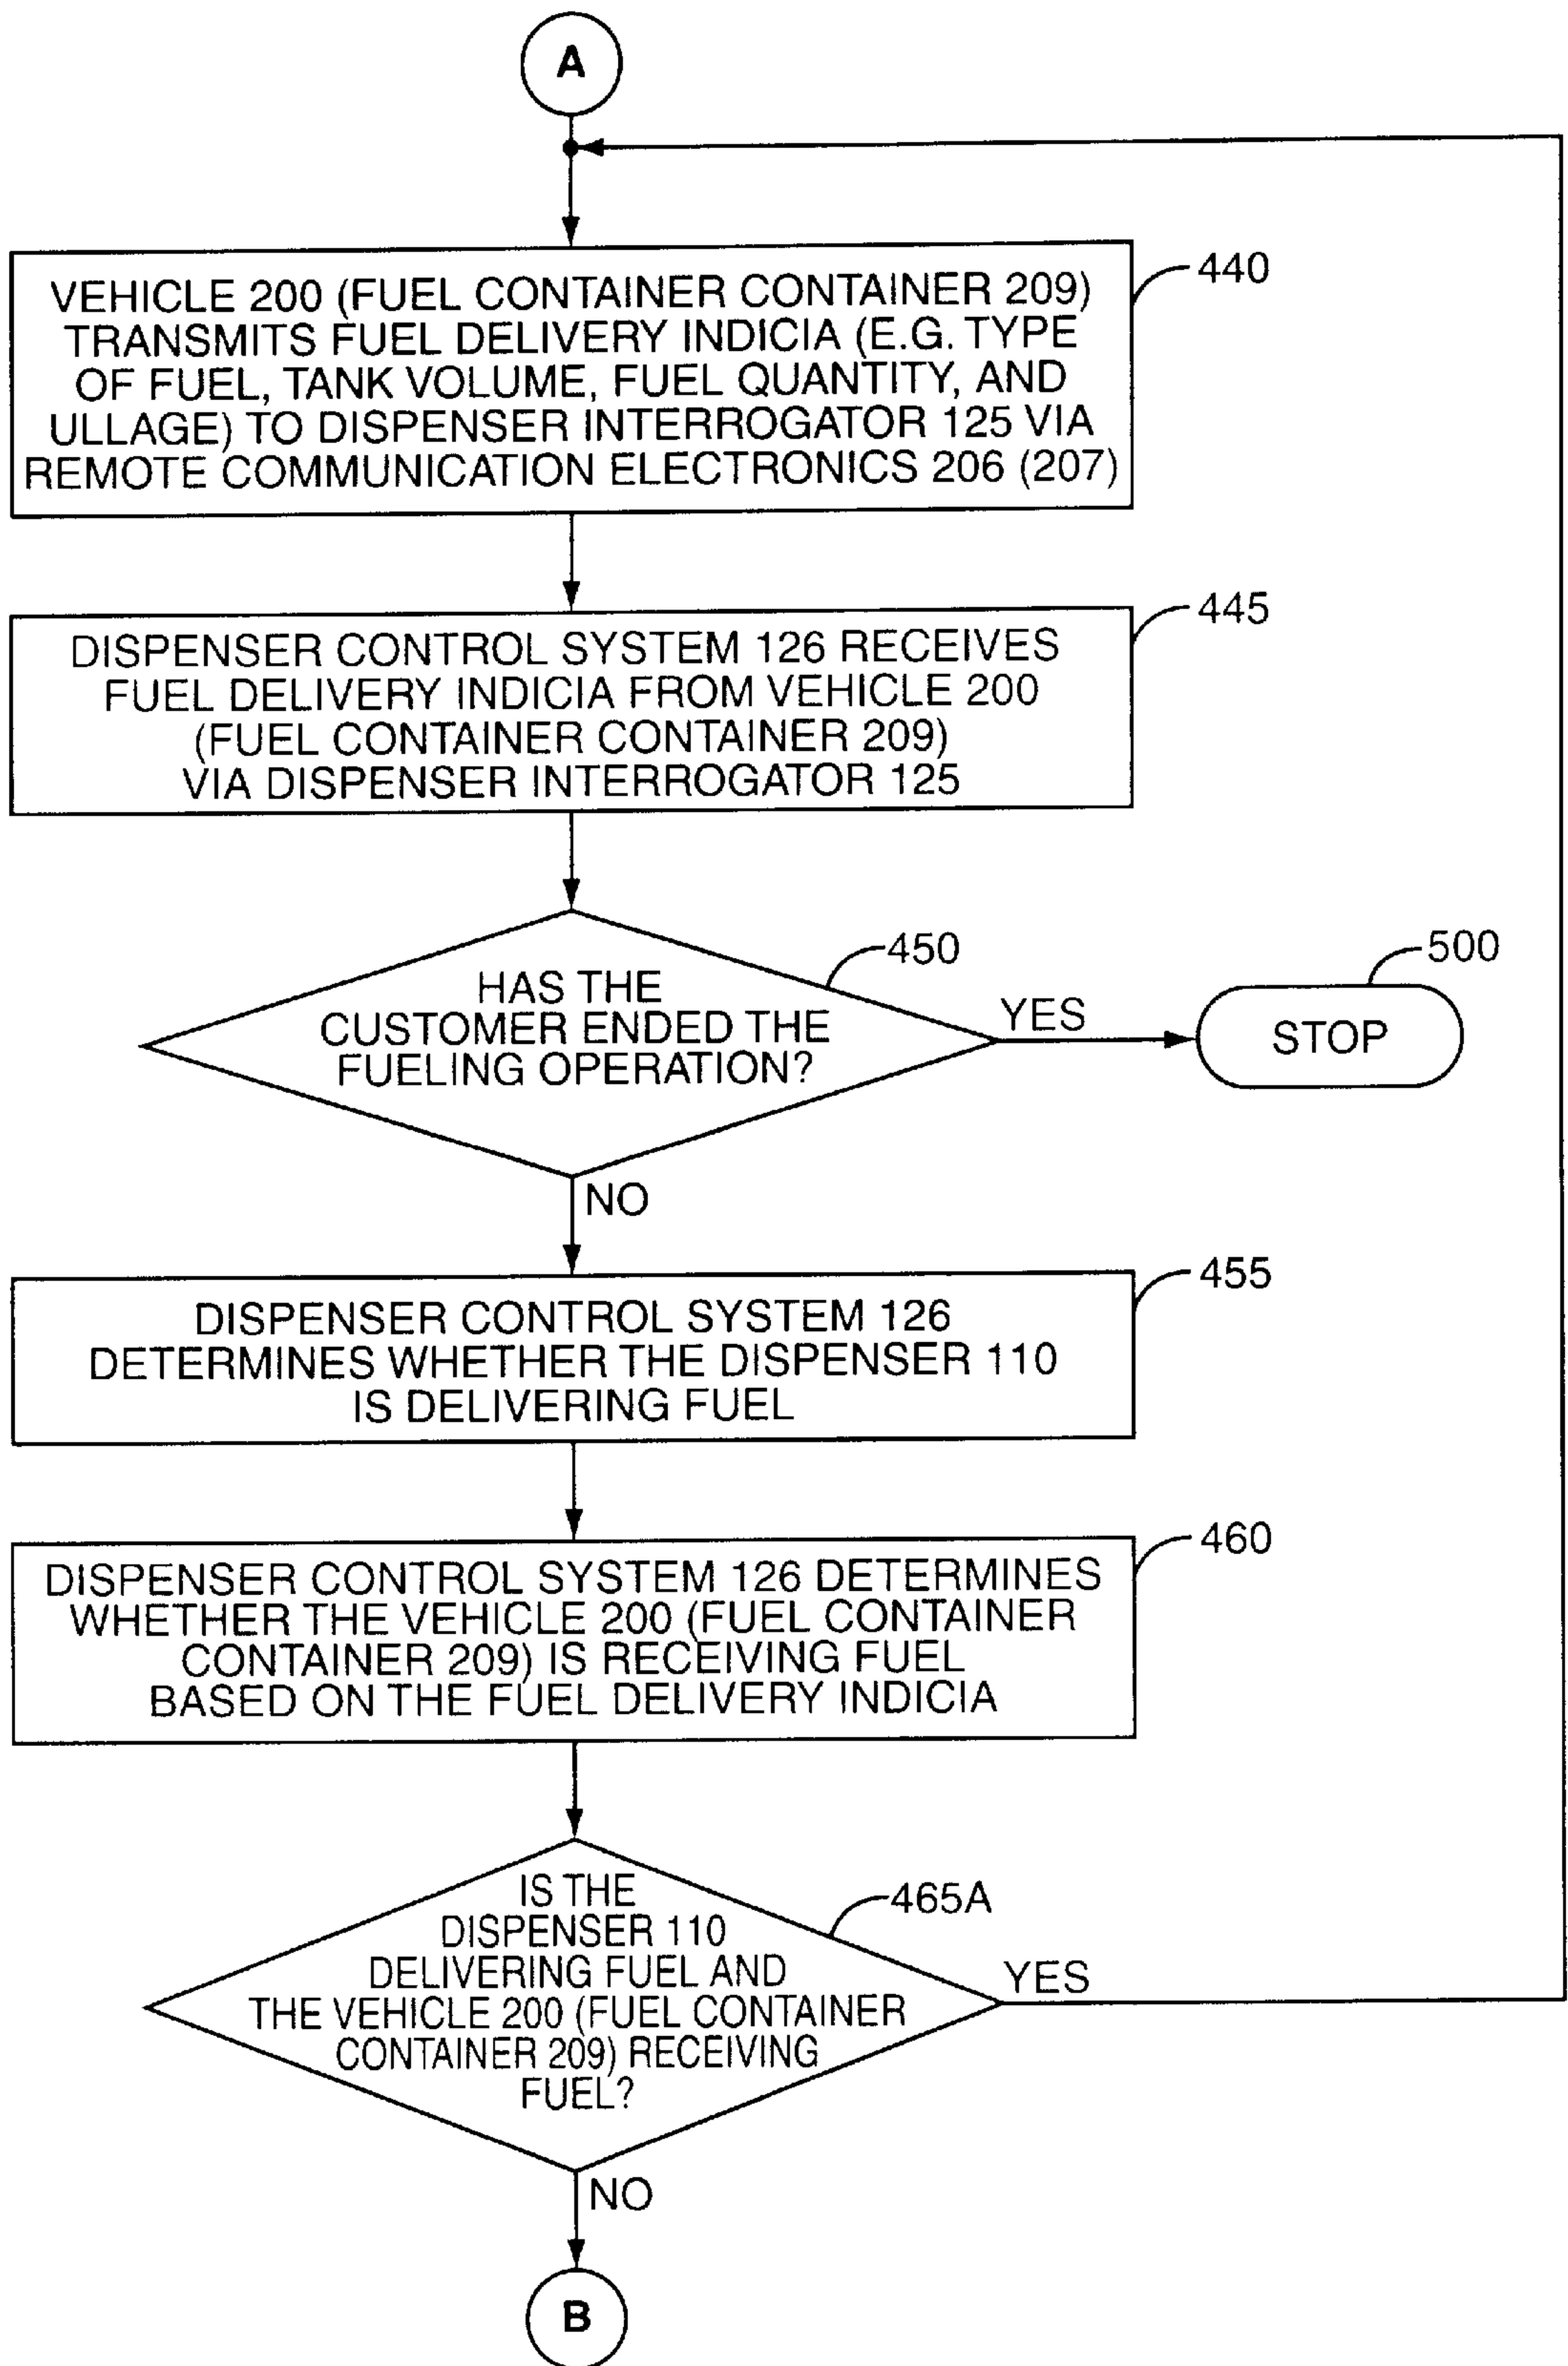 A
VEHICLE 200 (FUEL CONTAINER CONTAINER 209)
TRANSMITS FUEL DELIVERY INDICIA (E.G. TYPE
OF FUEL, TANK VOLUME, FUEL QUANTITY, AND
ULLAGE) TO DISPENSER INTERROGATOR 125 VIA
REMOTE COMMUNICATION ELECTRONICS 206 (207)
440
DISPENSER CONTROL SYSTEM 126 RECEIVES
FUEL DELIVERY INDICIA FROM VEHICLE 200
(FUEL CONTAINER CONTAINER 209)
VIA DISPENSER INTERROGATOR 125
445
HAS THE
CUSTOMER ENDED THE
FUELING OPERATION?
450
YES
STOP
500
NO
DISPENSER CONTROL SYSTEM 126
DETERMINES WHETHER THE DISPENSER 110
IS DELIVERING FUEL
455
DISPENSER CONTROL SYSTEM 126 DETERMINES
WHETHER THE VEHICLE 200 (FUEL CONTAINER
CONTAINER 209) IS RECEIVING FUEL
BASED ON THE FUEL DELIVERY INDICIA
460
IS THE
DISPENSER 110
DELIVERING FUEL AND
THE VEHICLE 200 (FUEL CONTAINER
CONTAINER 209) RECEIVING
FUEL?
465A
YES
NO
B